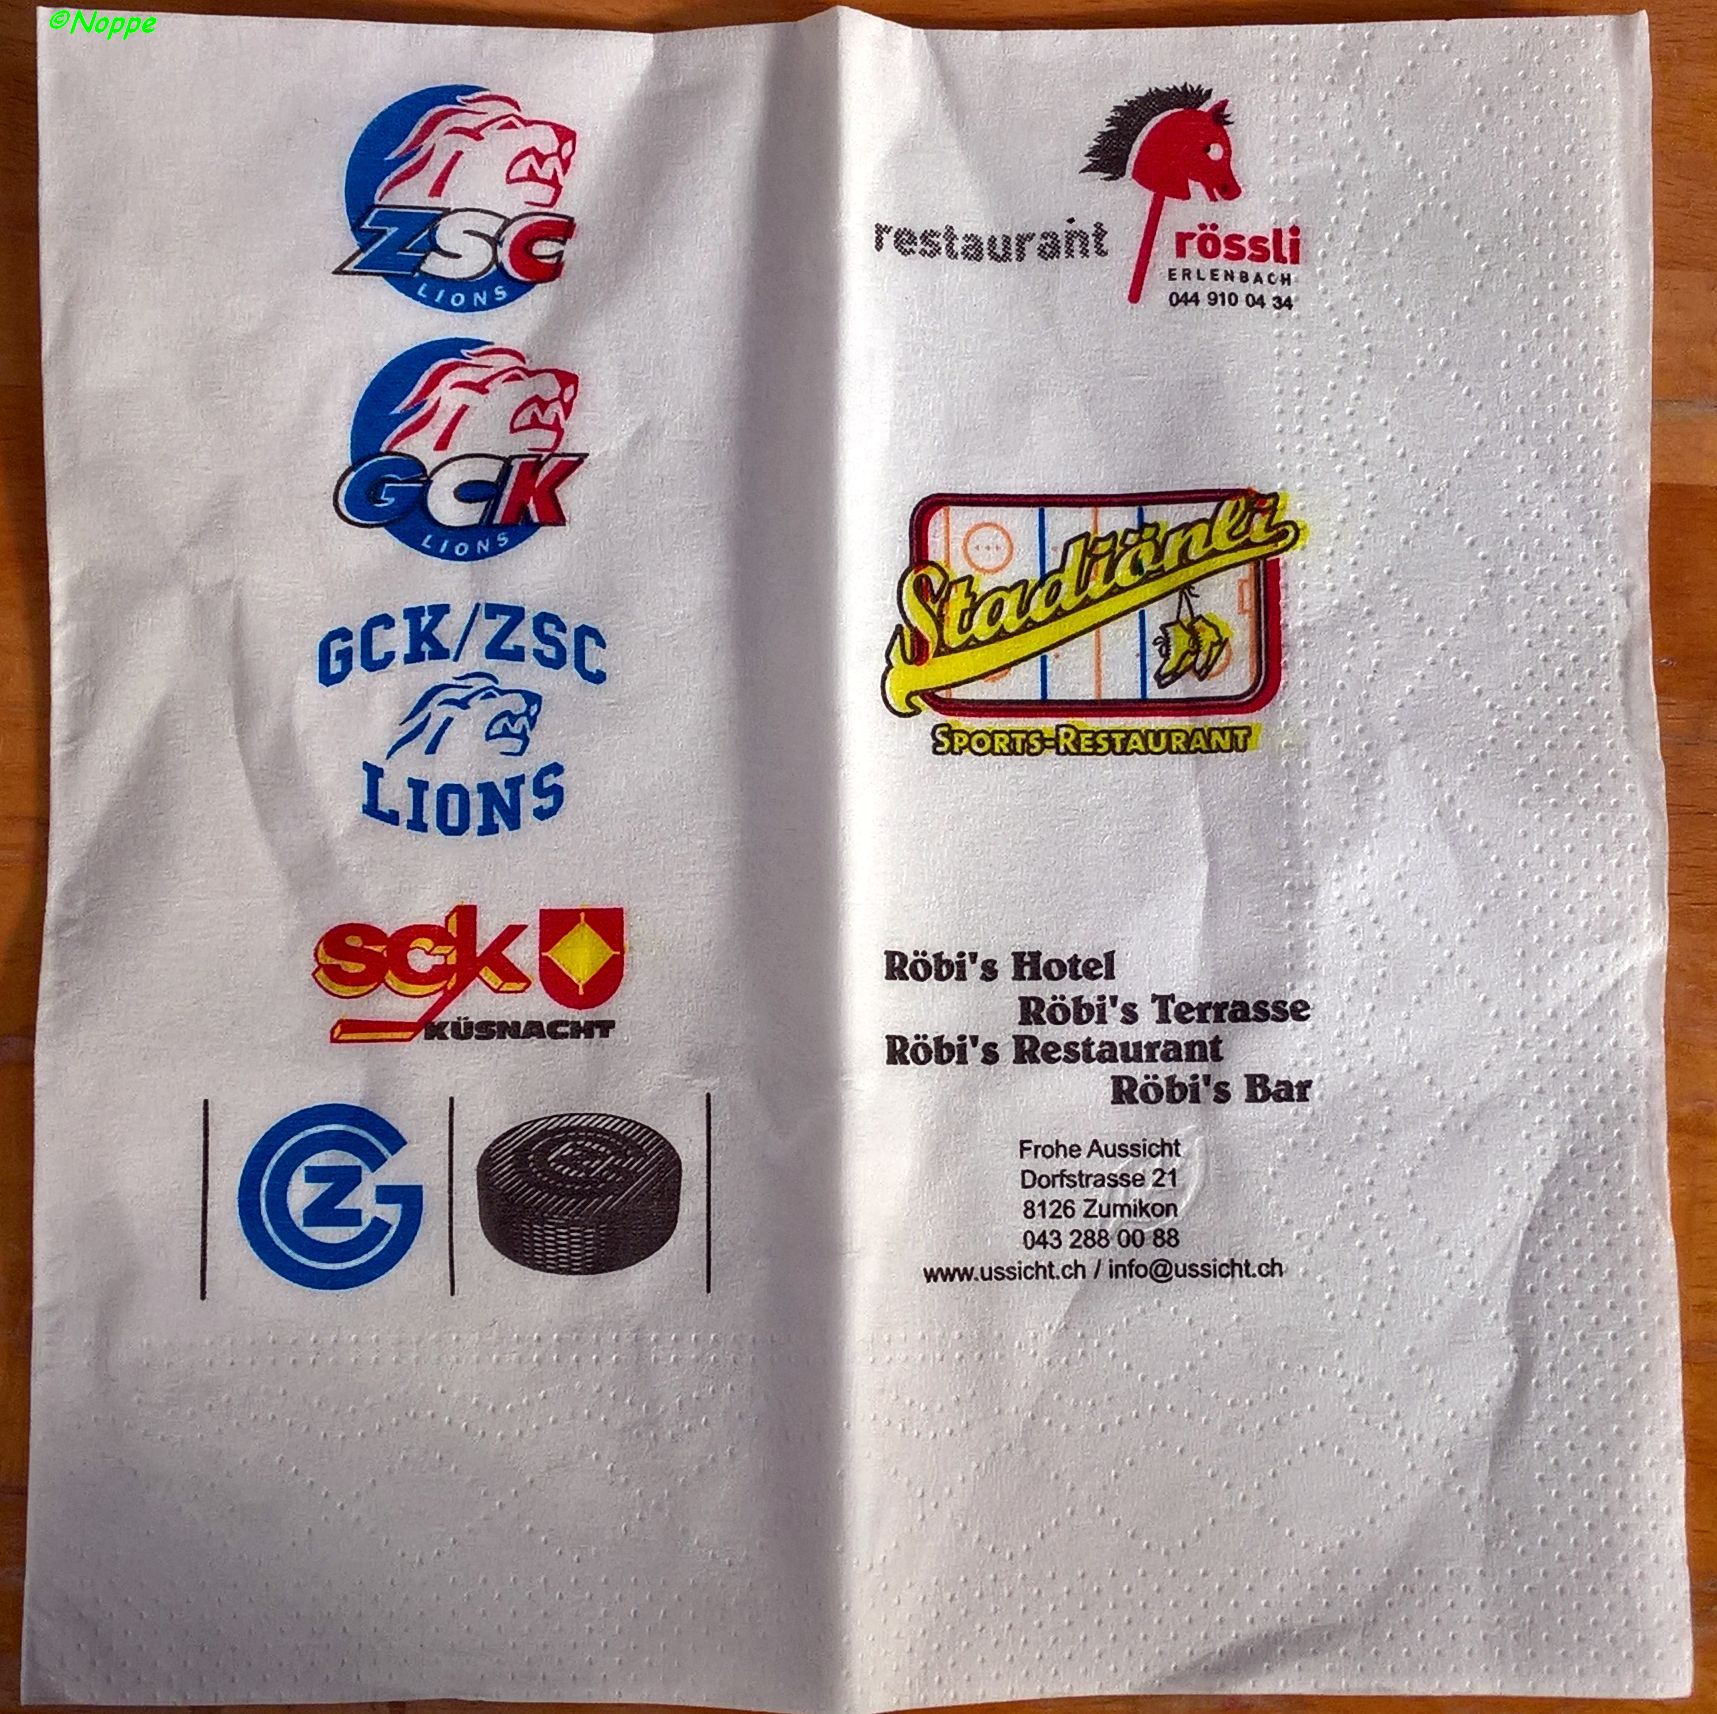 ©Noppe
ZSC
LIONS
GCK
LIONS
GCK/ZSC
LIONS
sck
KÜSNACHT
GCZ
restaurant rössli
ERLENBACH
044 910 04 34
Stadiönli
SPORTS-RESTAURANT
Röbi's Hotel
Röbi's Terrasse
Röbi's Restaurant
Röbi's Bar
Frohe Aussicht
Dorfstrasse 21
8126 Zumikon
043 288 00 88
www.ussicht.ch / info@ussicht.ch